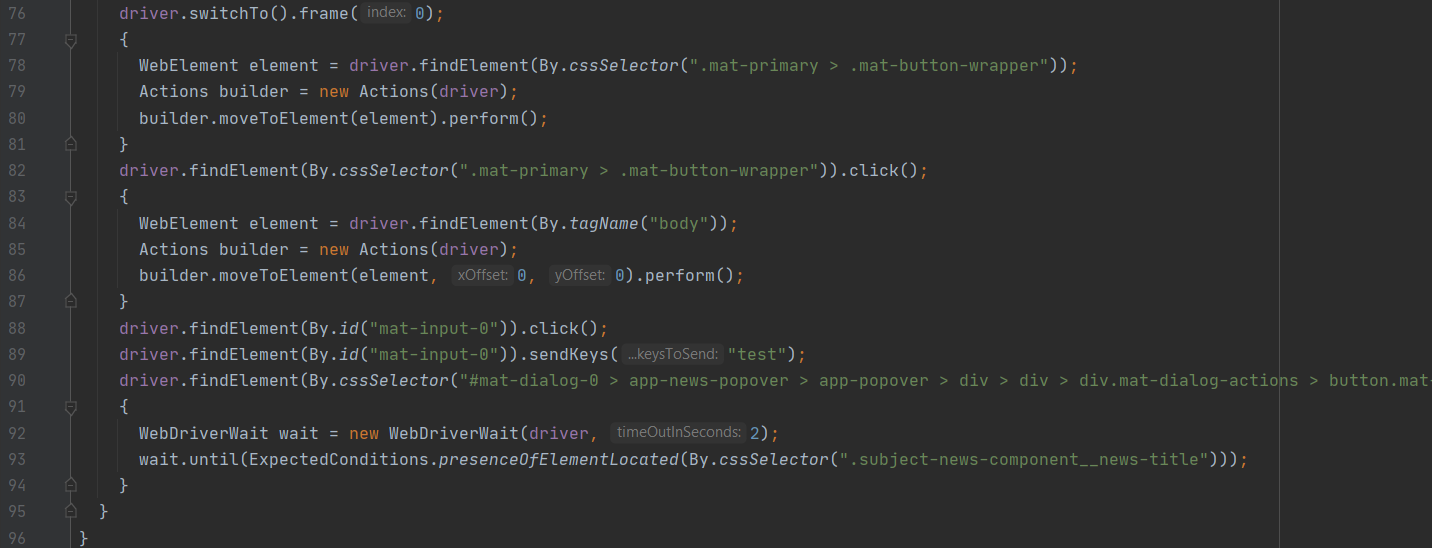 76 driver.switchTo().frame( index: 0);
77 {
78 WebElement element = driver.findElement(By.cssSelector(".mat-primary > .mat-button-wrapper"));
79 Actions builder = new Actions(driver);
80 builder.moveToElement(element).perform();
81 }
82 driver.findElement(By.cssSelector(".mat-primary > .mat-button-wrapper")).click();
83 {
84 WebElement element = driver.findElement(By.tagName("body"));
85 Actions builder = new Actions(driver);
86 builder.moveToElement(element, xOffset: 0, yOffset: 0).perform();
87 }
88 driver.findElement(By.id("mat-input-0")).click();
89 driver.findElement(By.id("mat-input-0")).sendKeys( ...keysToSend: "test");
90 driver.findElement(By.cssSelector("#mat-dialog-0 > app-news-popover > app-popover > div > div > div.mat-dialog-actions > button.mat-
91 {
92 WebDriverWait wait = new WebDriverWait(driver, timeOutInSeconds: 2);
93 wait.until(ExpectedConditions.presenceOfElementLocated(By.cssSelector(".subject-news-component__news-title")));
94 }
95 }
96 }